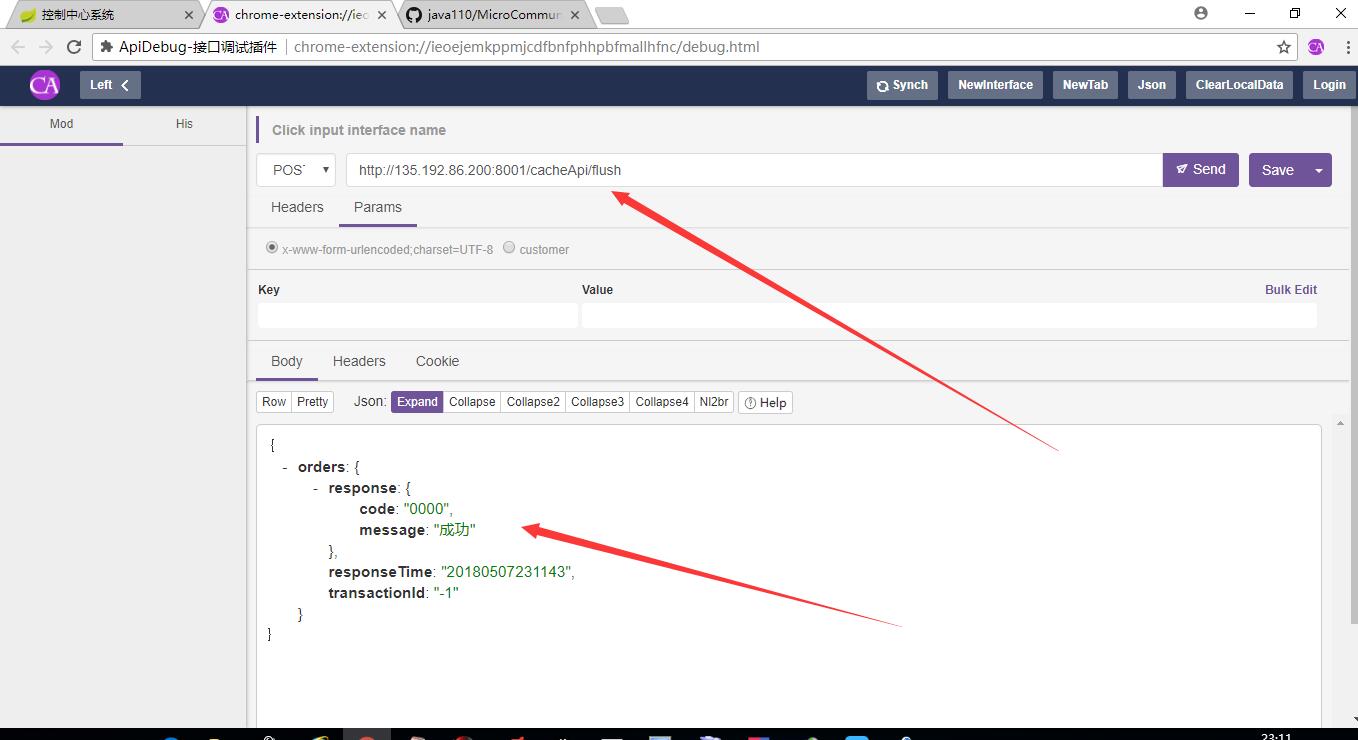 控制中心系统
chrome-extension://ieo
java110/MicroCommun
ApiDebug-接口调试插件 chrome-extension://ieoejemkppmjcdfbnfphhpbfmallhfnc/debug.html
CA Left Synch NewInterface NewTab Json ClearLocalData Login
Mod His
Click input interface name
POST http://135.192.86.200:8001/cacheApi/flush Send Save
Headers Params
x-www-form-urlencoded;charset=UTF-8 customer
Key Value Bulk Edit
Body Headers Cookie
Row Pretty Json: Expand Collapse Collapse2 Collapse3 Collapse4 Nl2br Help
{
- orders: {
- response: {
code: "0000",
message: "成功"
},
responseTime: "20180507231143",
transactionId: "-1"
}
}
23:11